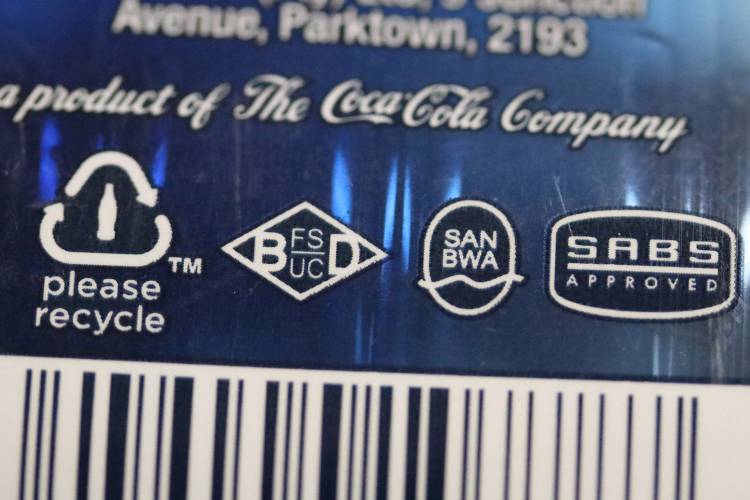 Avenue, Parktown, 2193
a product of The Coca-Cola Company
please
recycle
TM
B FS D
UC
SAN
BWA
SABS
APPROVED